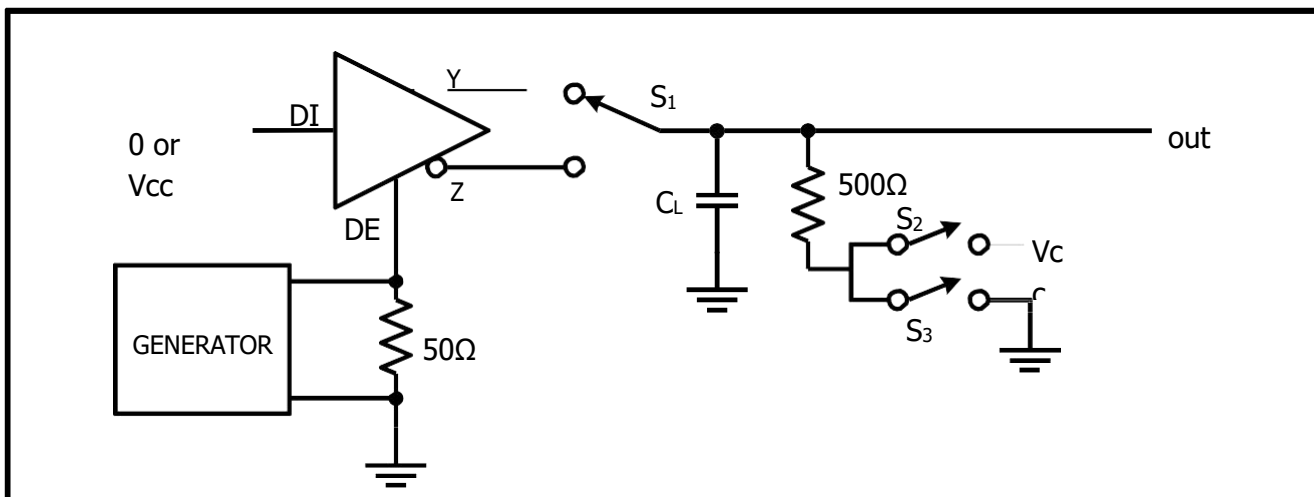 Y
S1
DI
0 or
Vcc
out
Z
500Ω
CL
S2
DE
Vc
S3
GENERATOR
50Ω